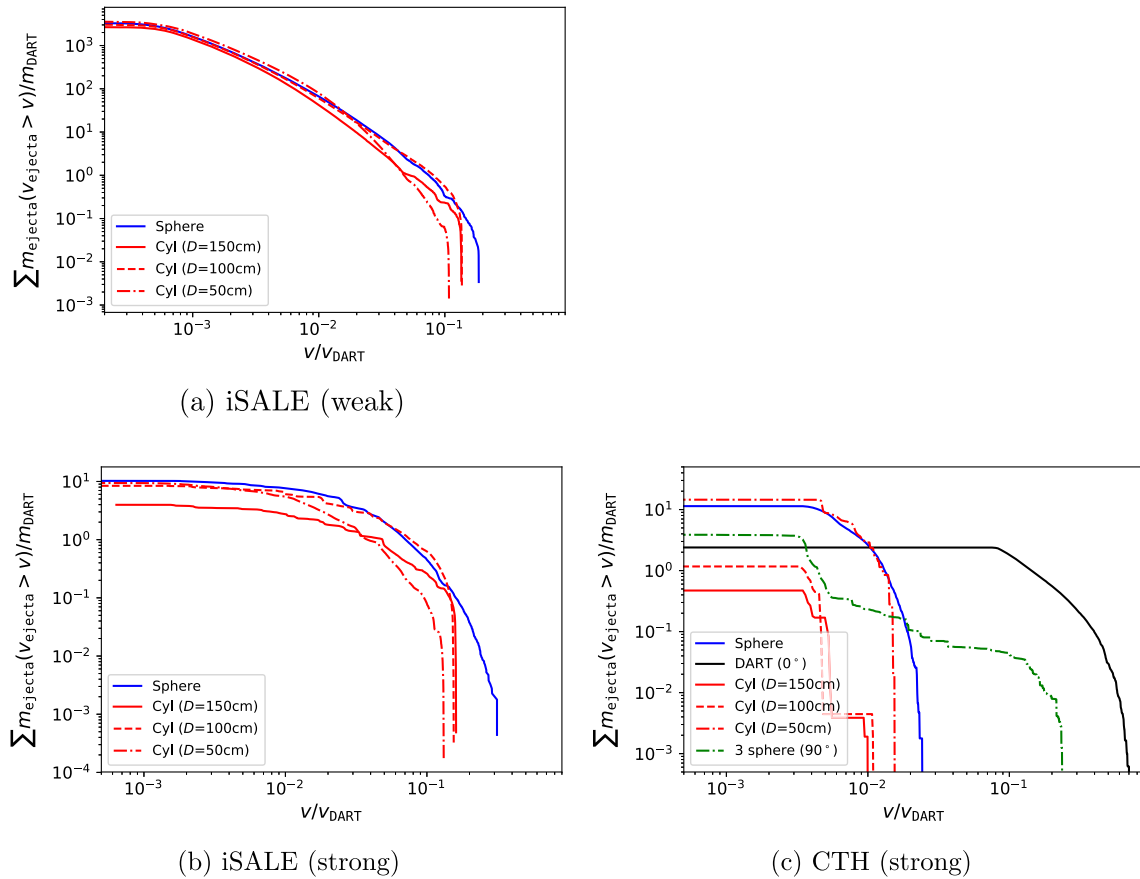 ∑ m_ejecta(v_ejecta > v)/m_DART
10^3
10^2
10^1
10^0
10^−1
10^−2
10^−3
Sphere
Cyl (D=150cm)
Cyl (D=100cm)
Cyl (D=50cm)
10^−3 10^−2 10^−1
v/v_DART
(a) iSALE (weak)
∑ m_ejecta(v_ejecta > v)/m_DART
10^1
10^0
10^−1
10^−2
10^−3
10^−4
Sphere
Cyl (D=150cm)
Cyl (D=100cm)
Cyl (D=50cm)
10^−3 10^−2 10^−1
v/v_DART
(b) iSALE (strong)
∑ m_ejecta(v_ejecta > v)/m_DART
10^1
10^0
10^−1
10^−2
10^−3
Sphere
DART (0°)
Cyl (D=150cm)
Cyl (D=100cm)
Cyl (D=50cm)
3 sphere (90°)
10^−3 10^−2 10^−1
v/v_DART
(c) CTH (strong)